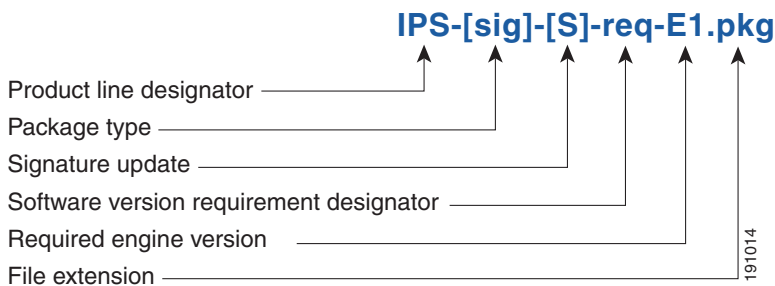 IPS-[sig]-[S]-req-E1.pkg
Product line designator
Package type
Signature update
Software version requirement designator
Required engine version
File extension
191014